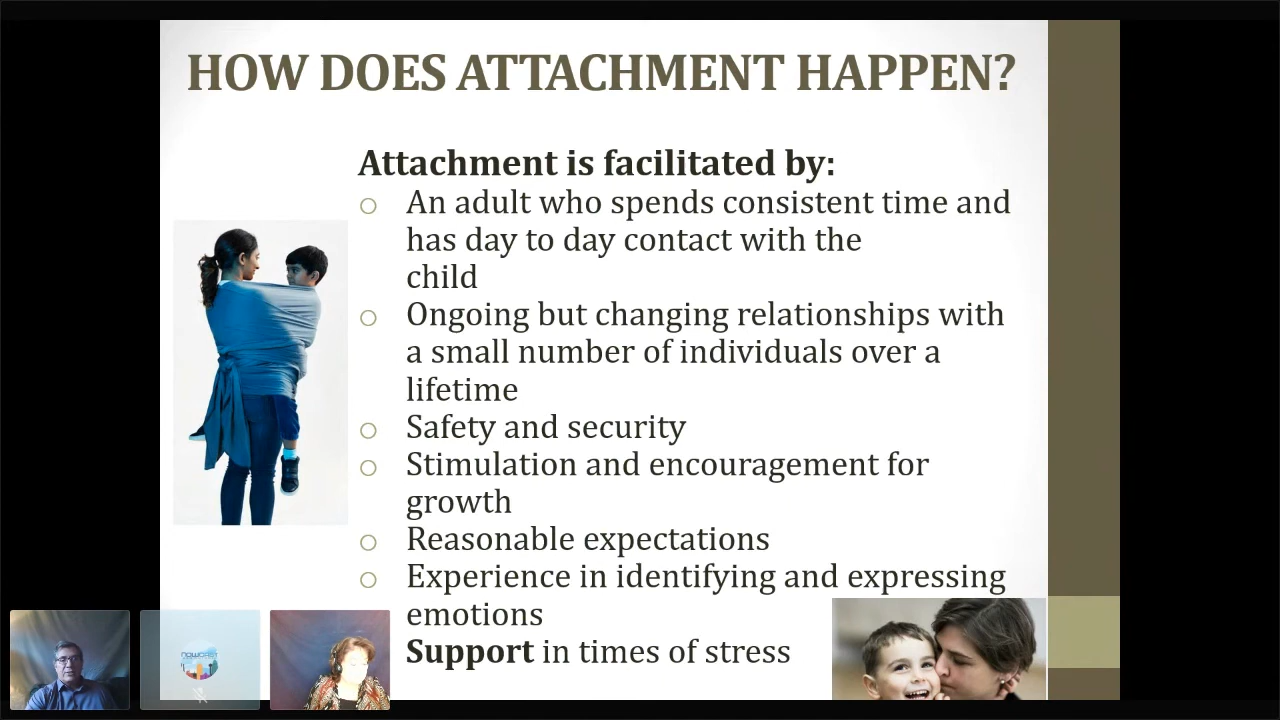 HOW DOES ATTACHMENT HAPPEN?
Attachment is facilitated by:
An adult who spends consistent time and
has day to day contact with the
child
Ongoing but changing relationships with
a small number of individuals over a
lifetime
Safety and security
Stimulation and encouragement for
growth
Reasonable expectations
Experience in identifying and expressing
emotions
Support in times of stress
NOWCAST